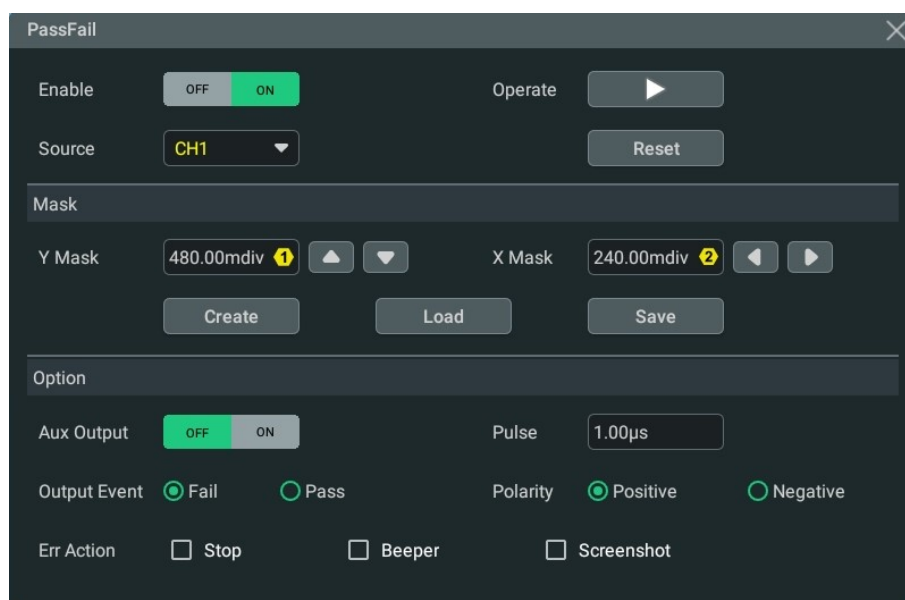 PassFail
Enable OFF ON Operate
Source CH1 Reset
Mask
Y Mask 480.00mdiv 1 X Mask 240.00mdiv 2
Create Load Save
Option
Aux Output OFF ON Pulse 1.00µs
Output Event Fail Pass Polarity Positive Negative
Err Action Stop Beeper Screenshot